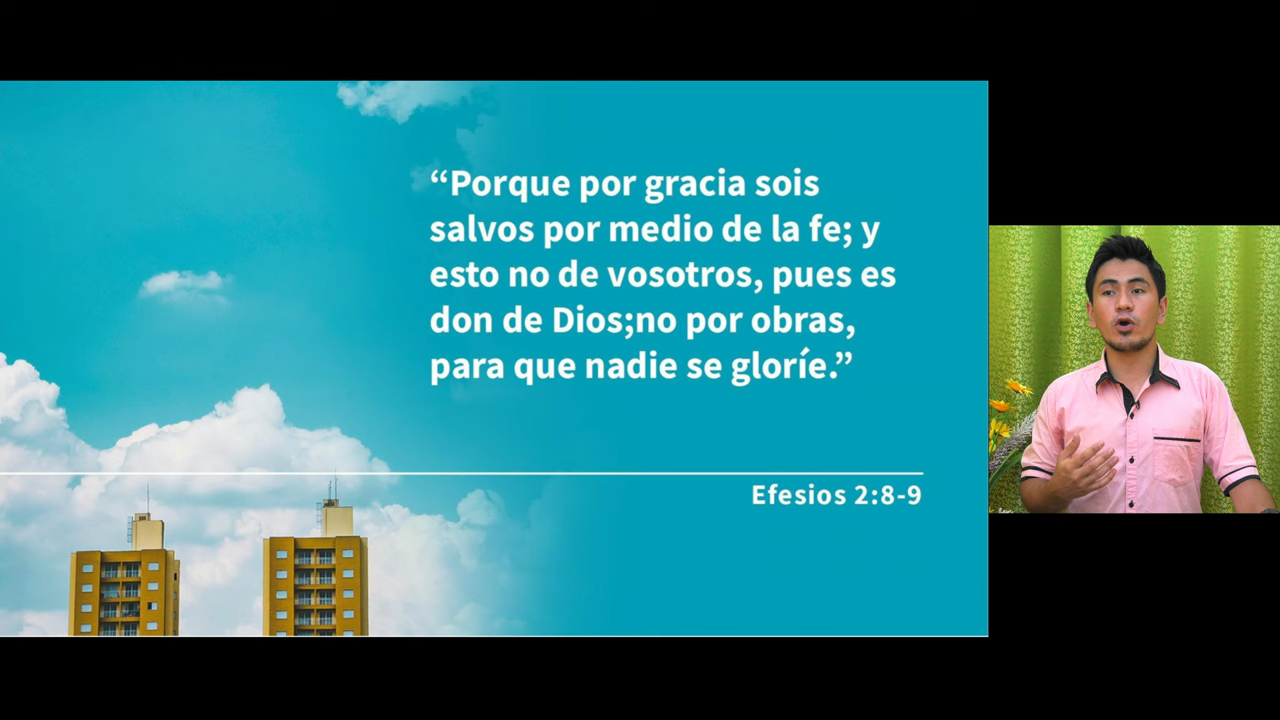 “Porque por gracia sois
salvos por medio de la fe; y
esto no de vosotros, pues es
don de Dios;no por obras,
para que nadie se gloríe.”
Efesios 2:8-9